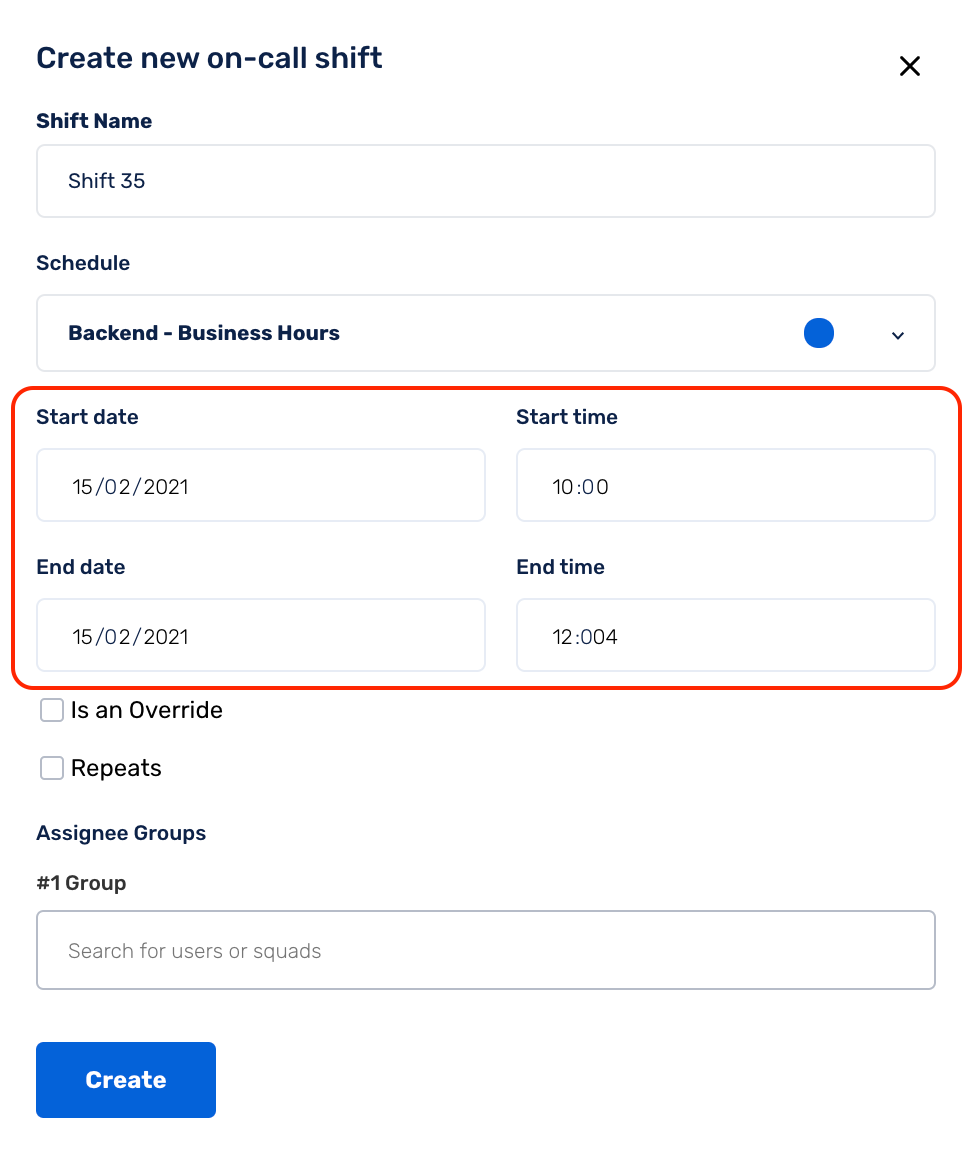 Create new on-call shift
Shift Name
Shift 35
Schedule
Backend - Business Hours
Start date
Start time
15/02/2021
10:00
End date
End time
15/02/2021
12:004
Is an Override
Repeats
Assignee Groups
#1 Group
Search for users or squads
Create